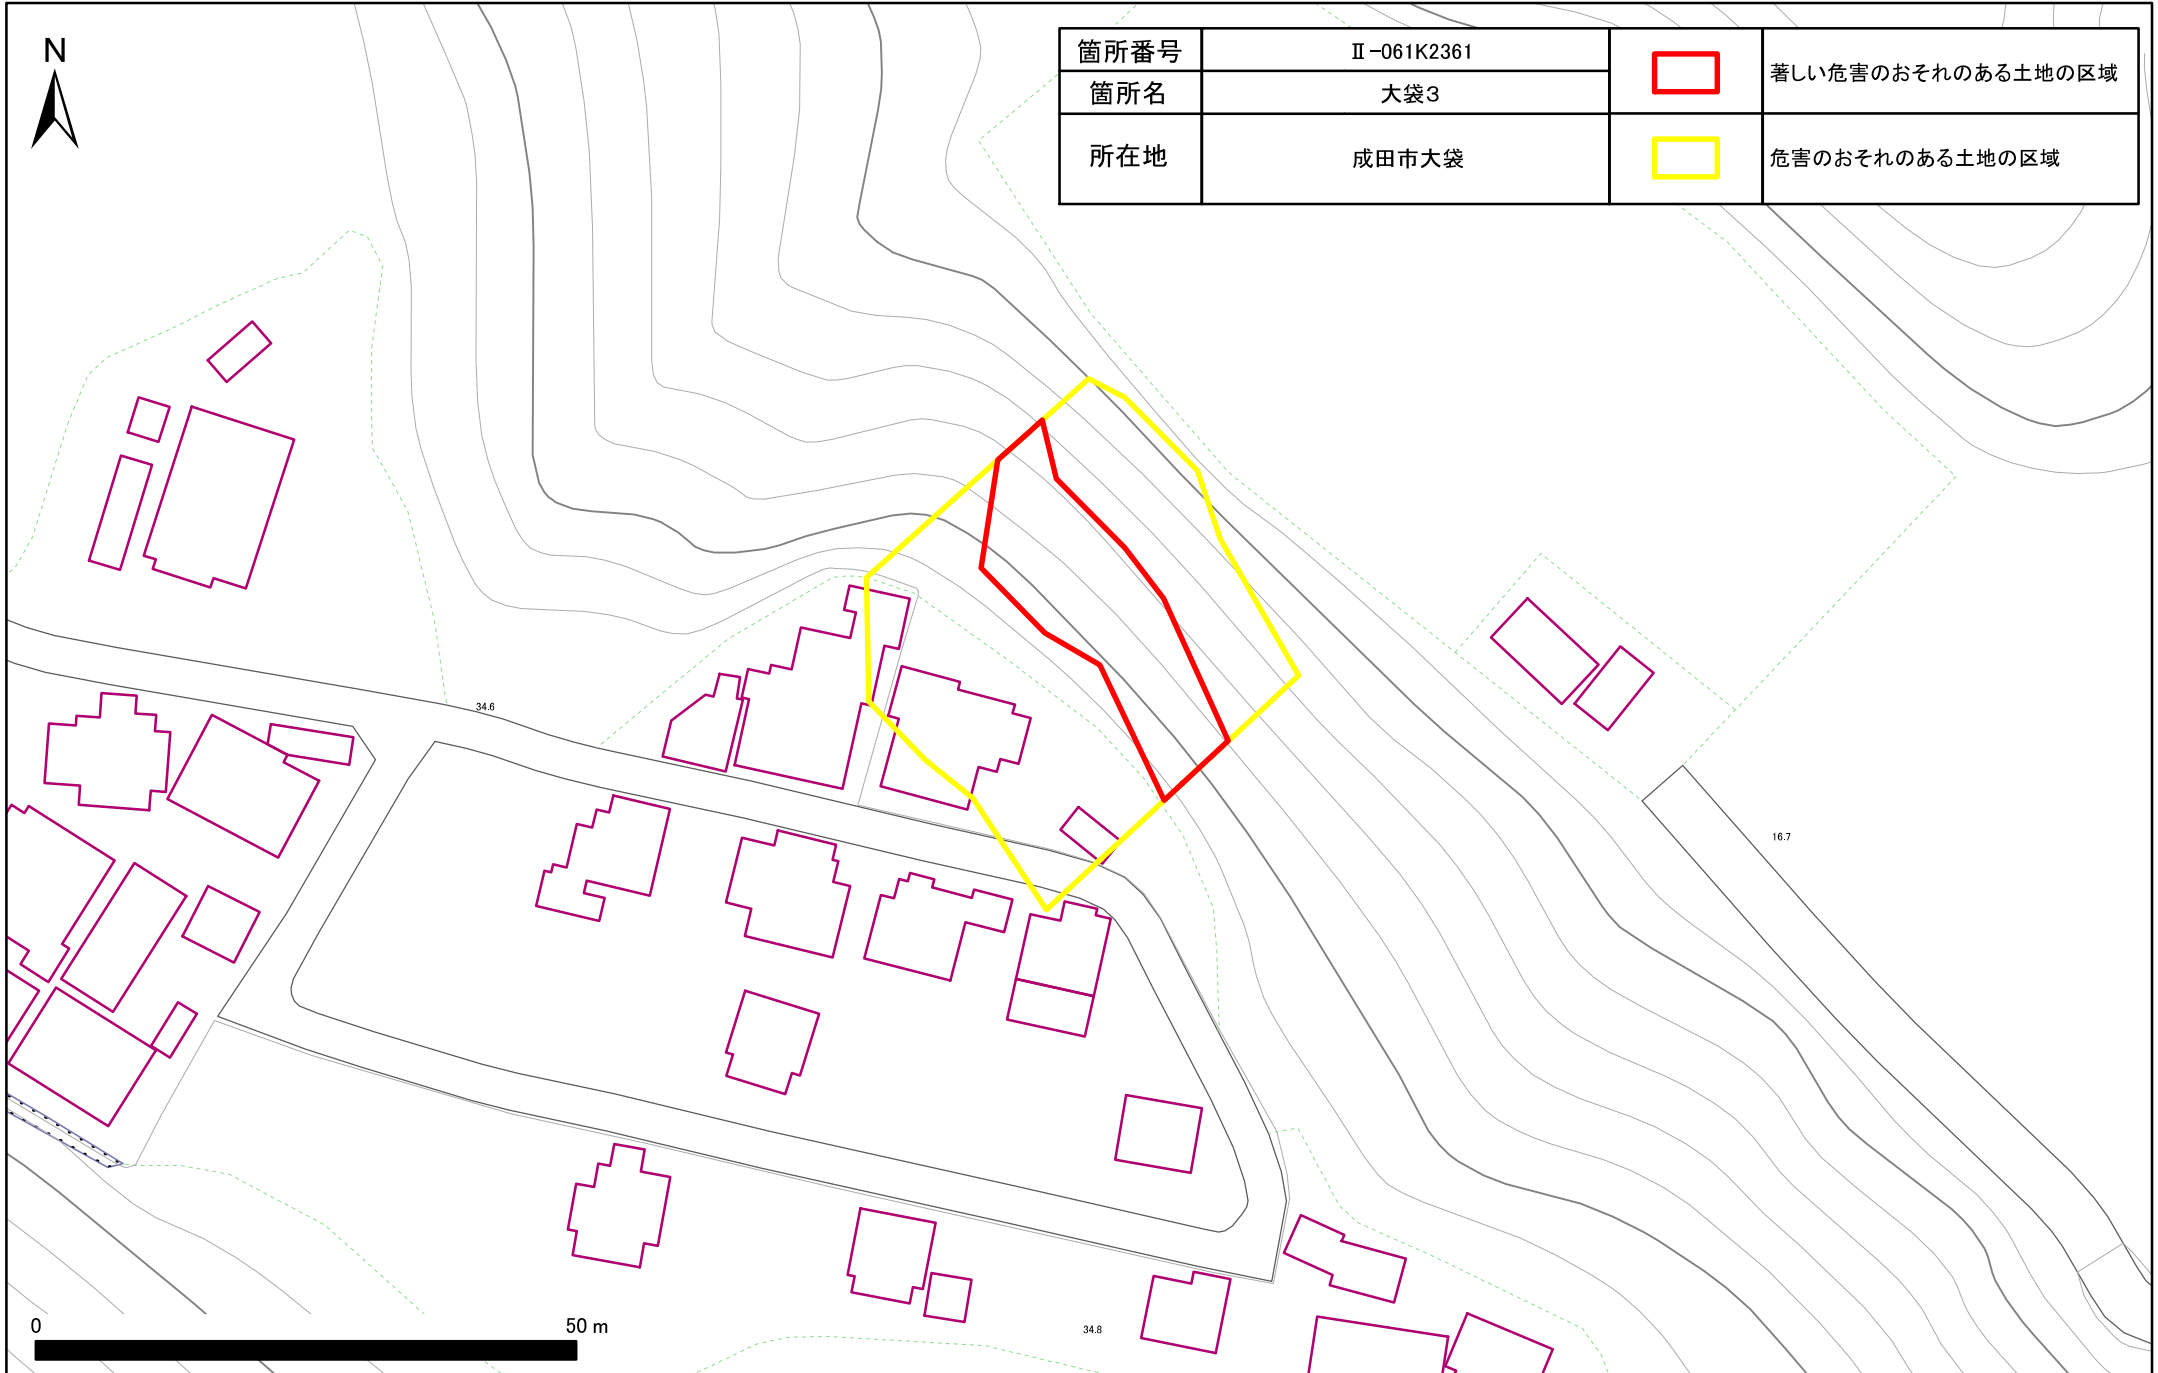 N
箇所番号
Ⅱ-061K2361
著しい危害のおそれのある土地の区域
箇所名
大袋3
所在地
成田市大袋
危害のおそれのある土地の区域
34.6
16.7
34.8
0
50 m